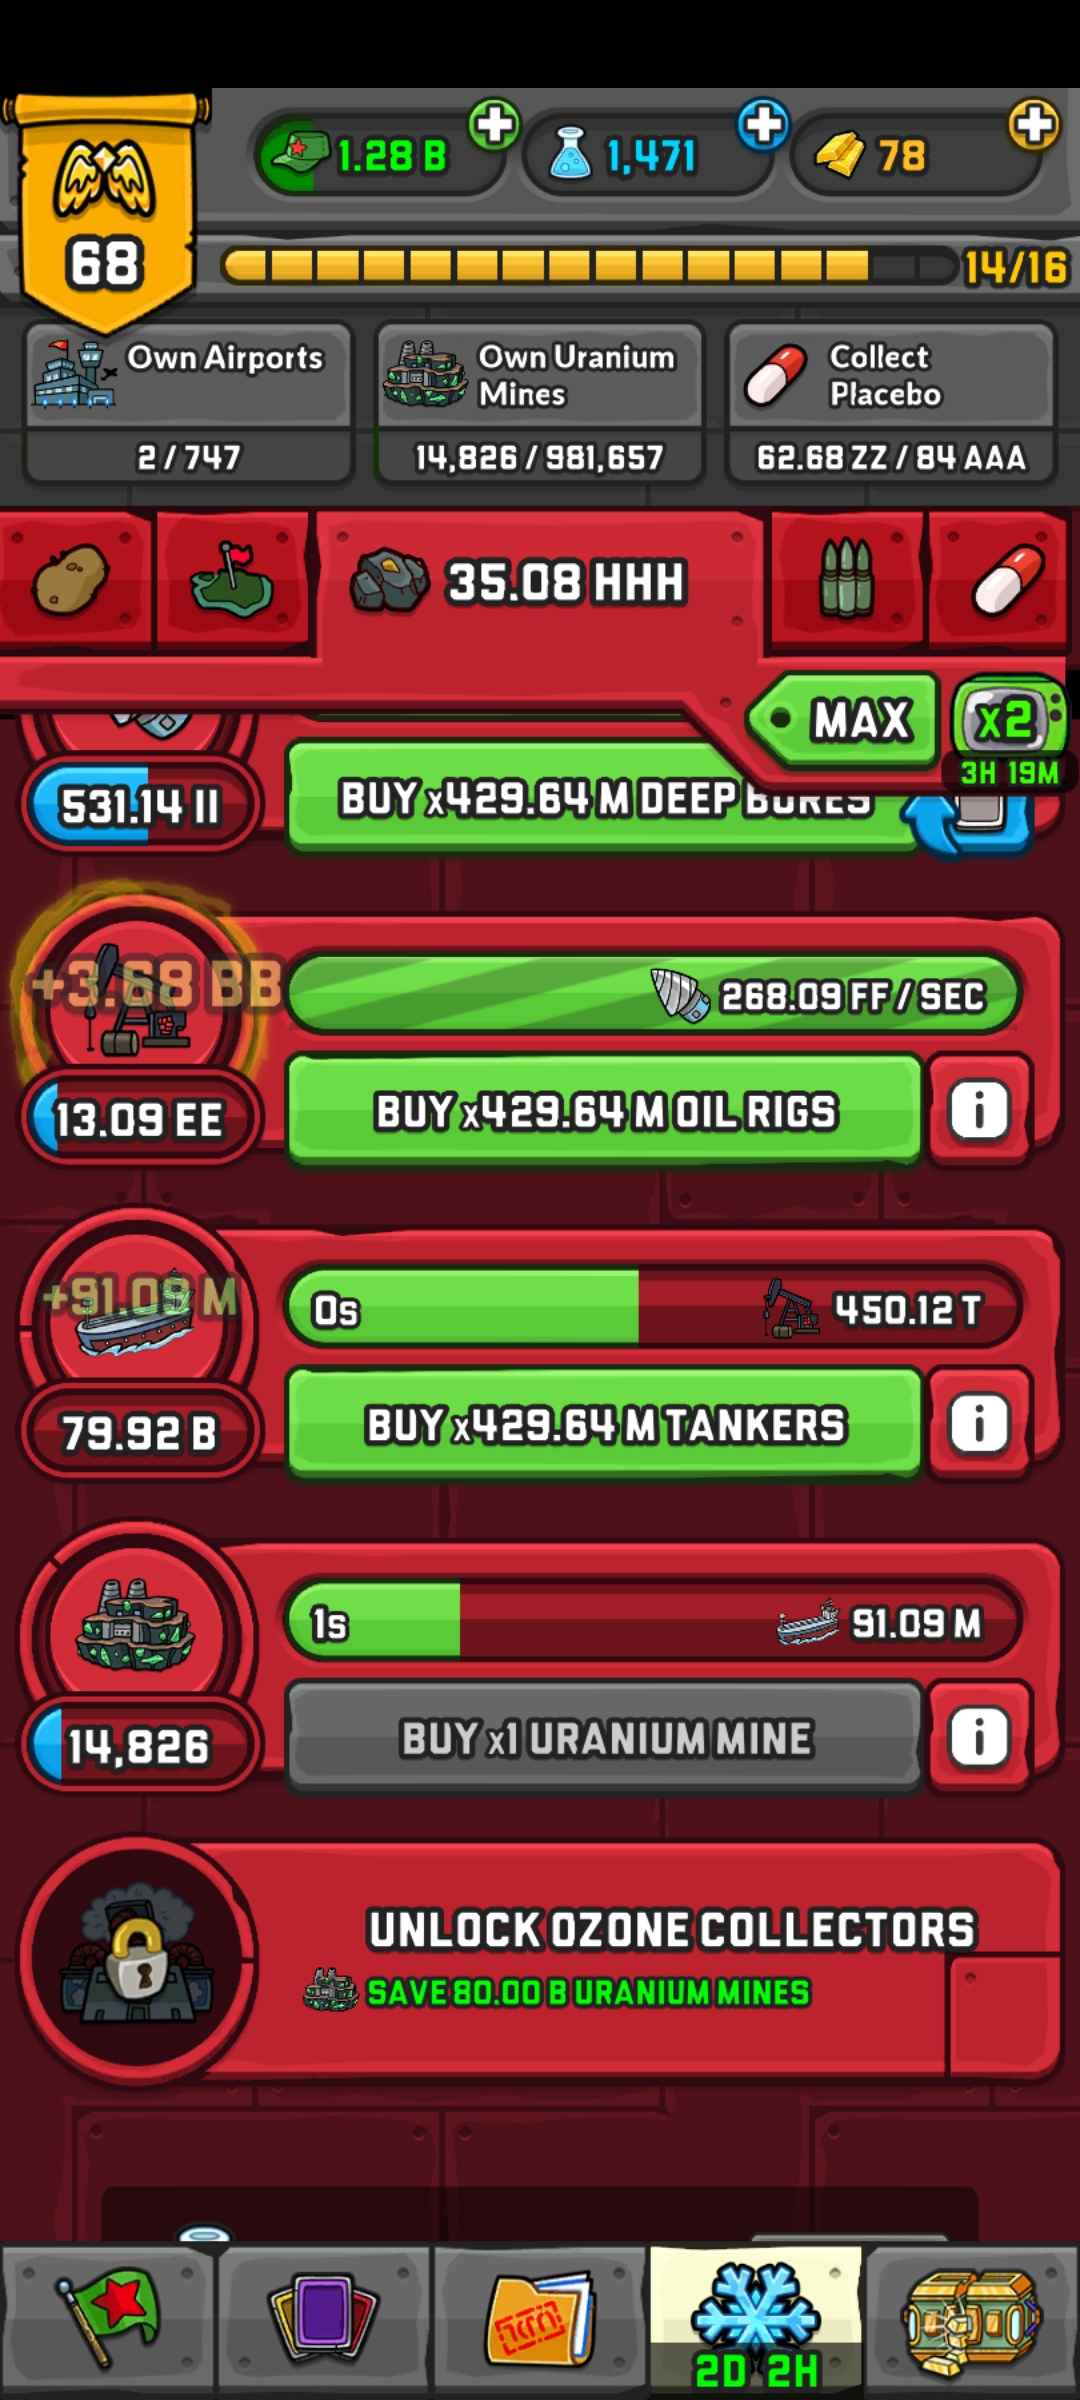 1.28 B
1,471
78
68
14/16
Own Airports
2 / 747
Own Uranium
Mines
14,826 / 981,657
Collect
Placebo
62.68 ZZ / 84 AAA
35.08 HHH
MAX
x2
3H 19M
531.14 II
BUY x429.64 M DEEP BORES
+3.68 BB
268.09 FF / SEC
13.09 EE
BUY x429.64 M OIL RIGS
i
+91.09 M
0s
450.12 T
79.92 B
BUY x429.64 M TANKERS
i
1s
91.09 M
14,826
BUY x1 URANIUM MINE
i
UNLOCK OZONE COLLECTORS
SAVE 80.00 B URANIUM MINES
2D 2H